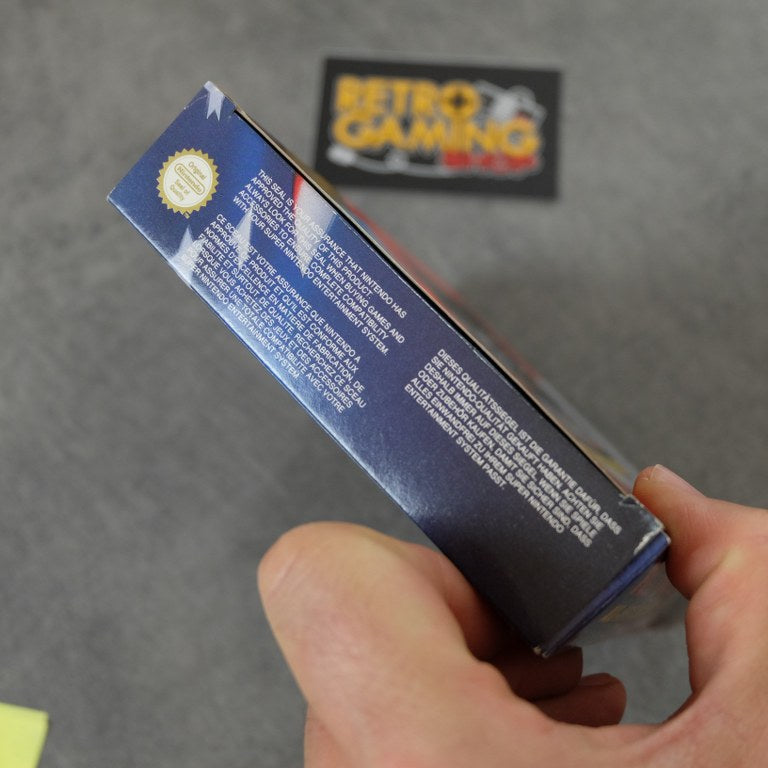 RETRO
GAMING
SHOP
Original
Nintendo
Seal of
Quality
THIS SEAL IS YOUR ASSURANCE THAT NINTENDO HAS
APPROVED THE QUALITY OF THIS PRODUCT.
ALWAYS LOOK FOR THIS SEAL WHEN BUYING GAMES AND
ACCESSORIES TO ENSURE COMPLETE COMPATIBILITY
WITH YOUR SUPER NINTENDO ENTERTAINMENT SYSTEM.
CE SCEAU EST VOTRE ASSURANCE QUE NINTENDO A
APPROUVE CE PRODUIT ET QU'IL EST CONFORME AUX
NORMES D'EXCELLENCE EN MATIERE DE FABRICATION, DE
FIABILITE ET SURTOUT, DE QUALITE. RECHERCHEZ CE SCEAU
LORSQUE VOUS ACHETEZ DES JEUX ET DES ACCESSOIRES
POUR ASSURER UNE TOTALE COMPATIBILITE AVEC VOTRE
SUPER NINTENDO ENTERTAINMENT SYSTEM.
DIESES QUALITÄTSSIEGEL IST DIE GARANTIE DAFÜR, DASS
SIE NINTENDO-QUALITÄT GEKAUFT HABEN. ACHTEN SIE
DESHALB IMMER AUF DIESES SIEGEL, WENN SIE SPIELE
ODER ZUBEHÖR KAUFEN, DAMIT SIE SICHER SIND, DASS
ALLES EINWANDFREI ZU IHREM SUPER NINTENDO
ENTERTAINMENT SYSTEM PASST.